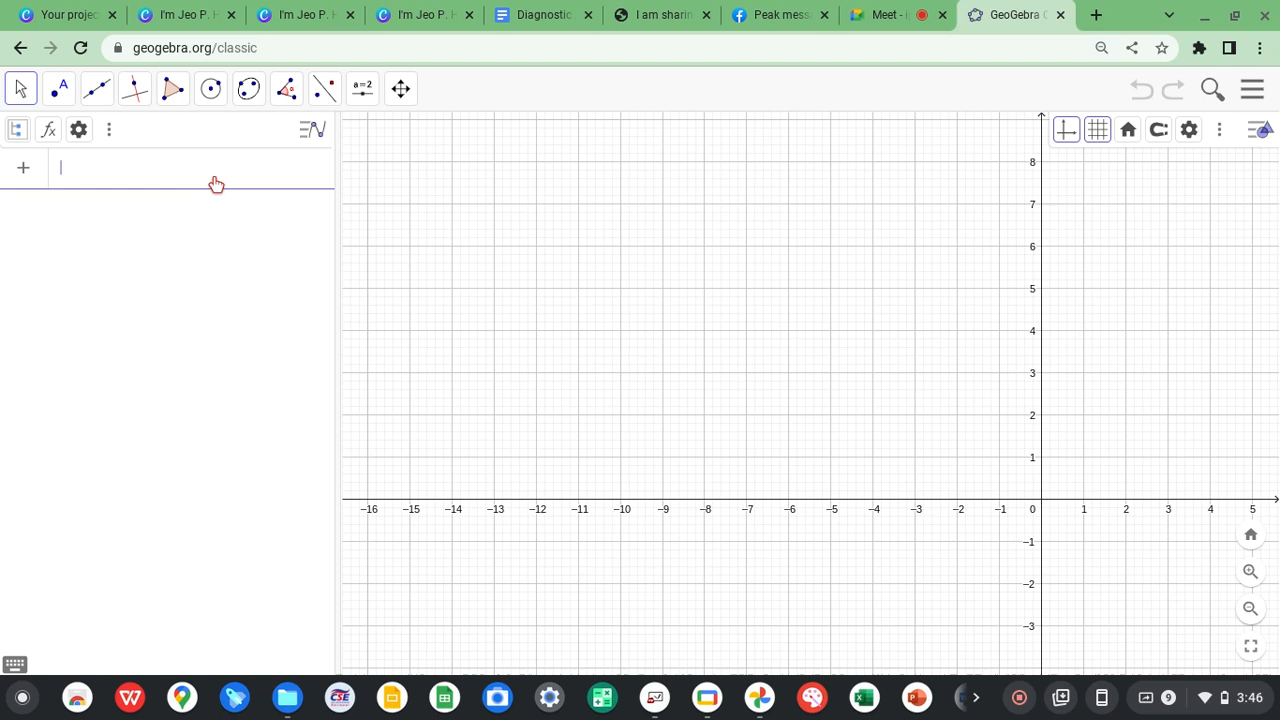 Your projec
I'm Jeo P. H
I'm Jeo P. H
I'm Jeo P. H
Diagnostic
I am sharin
Peak mess
Meet -
GeoGebra C
geogebra.org/classic
A
a=2
fx
8
7
6
5
4
3
2
1
−16 −15 −14 −13 −12 −11 −10 −9 −8 −7 −6 −5 −4 −3 −2 −1 0 1 2 3 4 5
−1
−2
−3
CSE
9 3:46